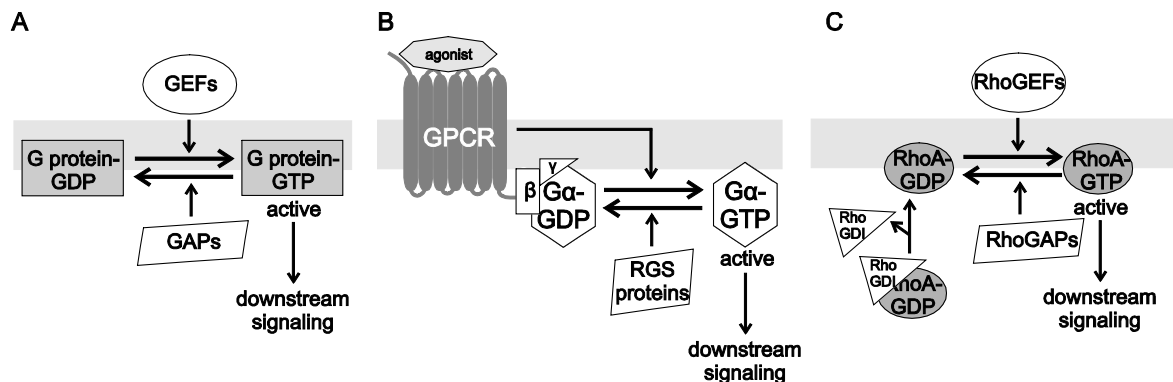 A
GEFs
G protein-
GDP
G protein-
GTP
active
GAPs
downstream
signaling
B
agonist
GPCR
γ
β
Gα-
GDP
Gα-
GTP
active
RGS
proteins
downstream
signaling
C
RhoGEFs
RhoA-
GDP
RhoA-
GTP
active
Rho
GDI
RhoGAPs
Rho
GDI
RhoA-
GDP
downstream
signaling